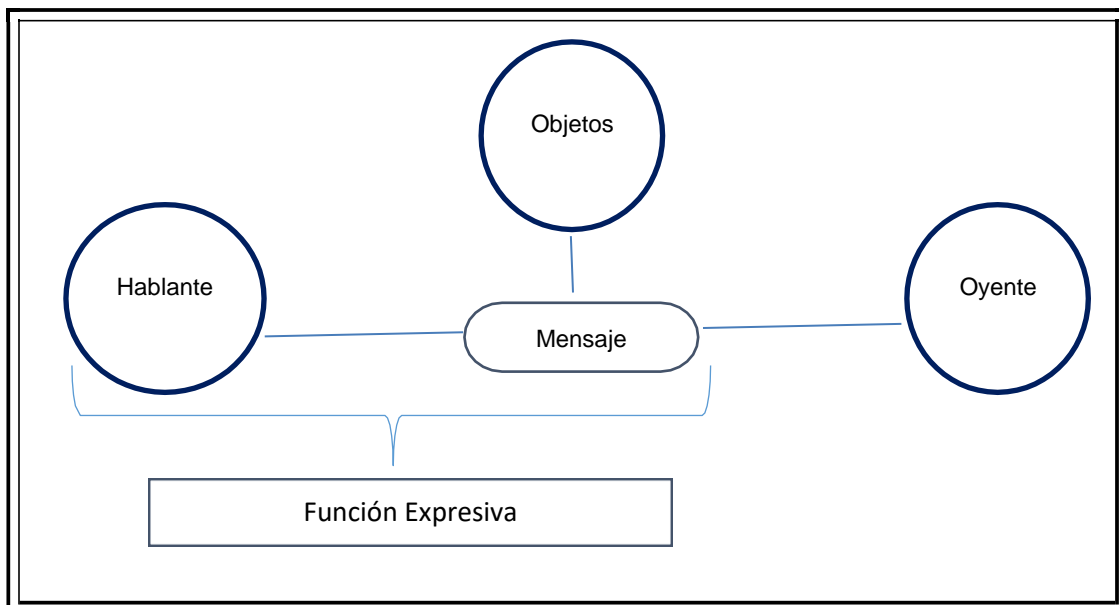 Objetos
Hablante
Oyente
Mensaje
Función Expresiva